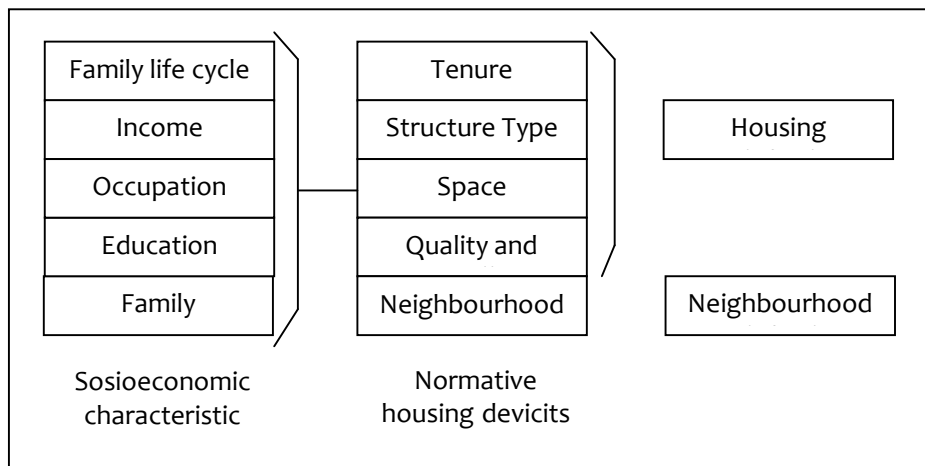 Family life cycle
Income
Occupation
Education
Family
Sosioeconomic
characteristic
Tenure
Structure Type
Space
Quality and
Neighbourhood
Normative
housing devicits
Housing
Neighbourhood